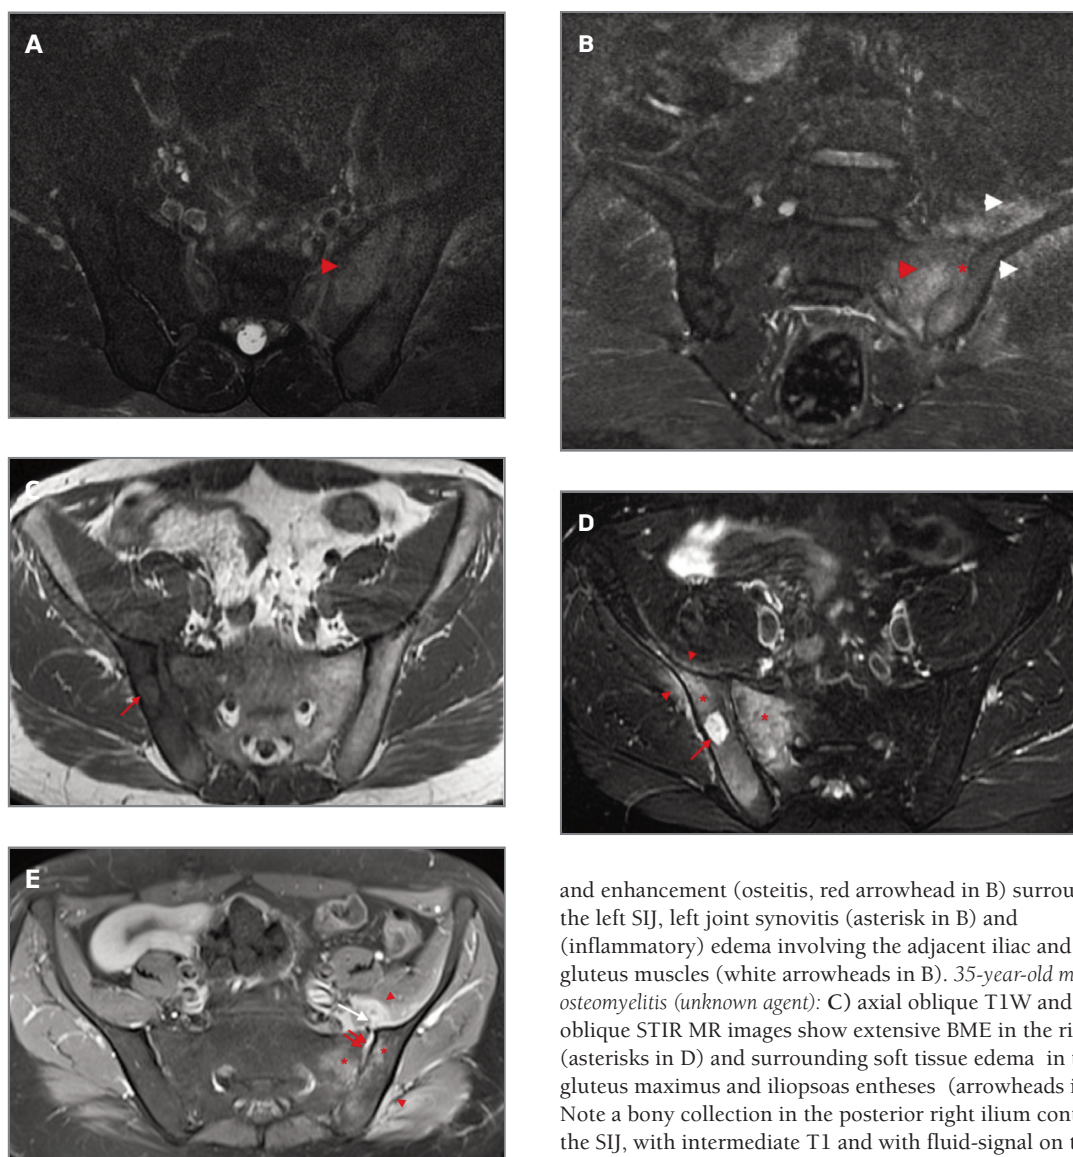 A
B
C
D
E
and enhancement (osteitis, red arrowhead in B)
the left SIJ, left joint synovitis (asterisk in B) and
(inflammatory) edema involving the adjacent iliac and
gluteus muscles (white arrowheads in B). 35-year-old
osteomyelitis (unknown agent): C) axial oblique T1W and
oblique STIR MR images show extensive BME in the
(asterisks in D) and surrounding soft tissue edema in
gluteus maximus and iliopsoas entheses (arrowheads
Note a bony collection in the posterior right ilium
the SIJ, with intermediate T1 and with fluid-signal on